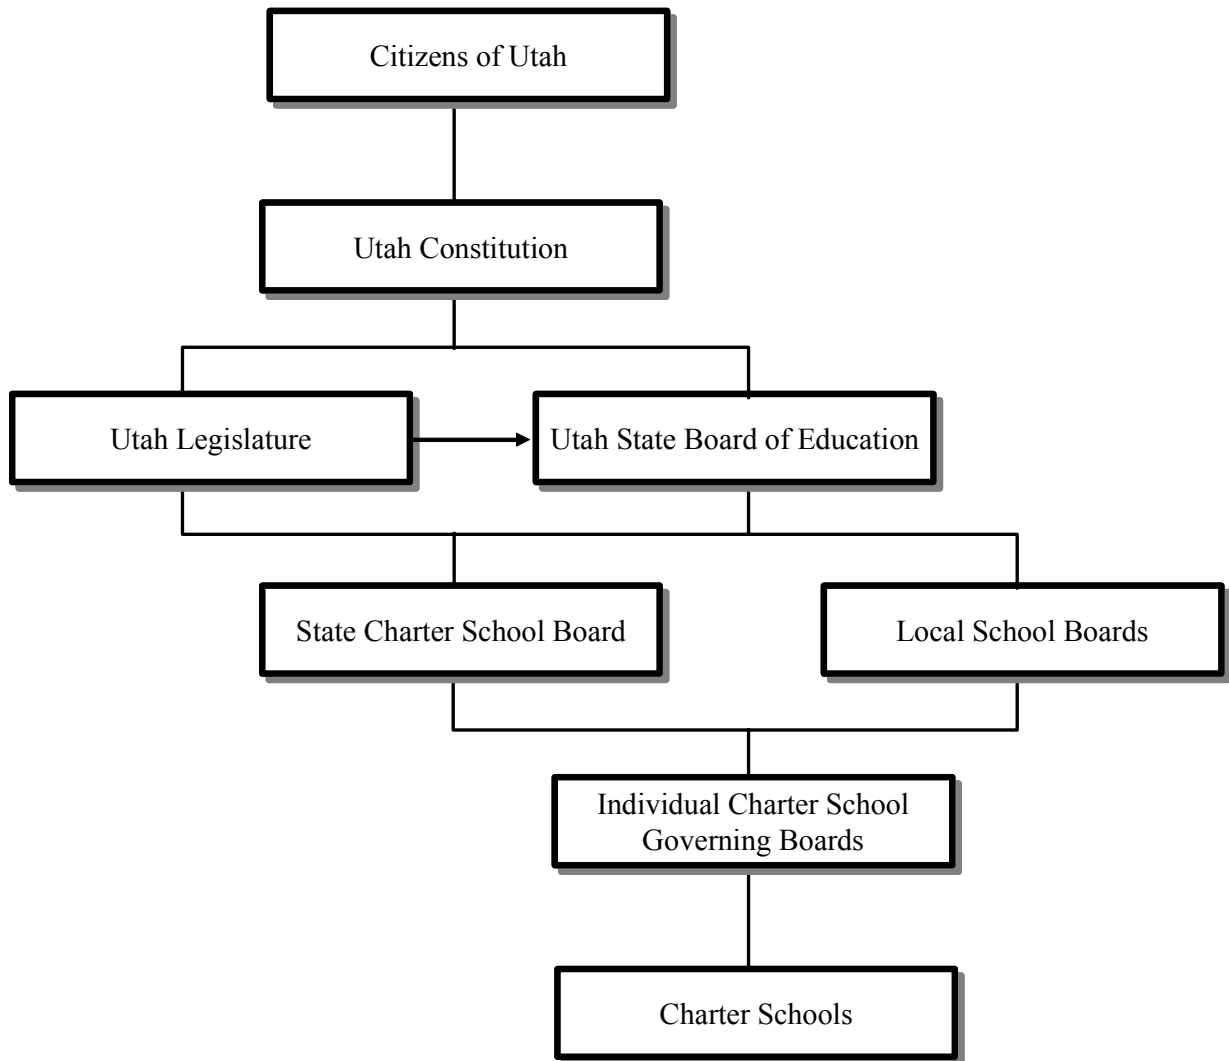 Citizens of Utah
Utah Constitution
Utah Legislature
Utah State Board of Education
State Charter School Board
Local School Boards
Individual Charter School
Governing Boards
Charter Schools